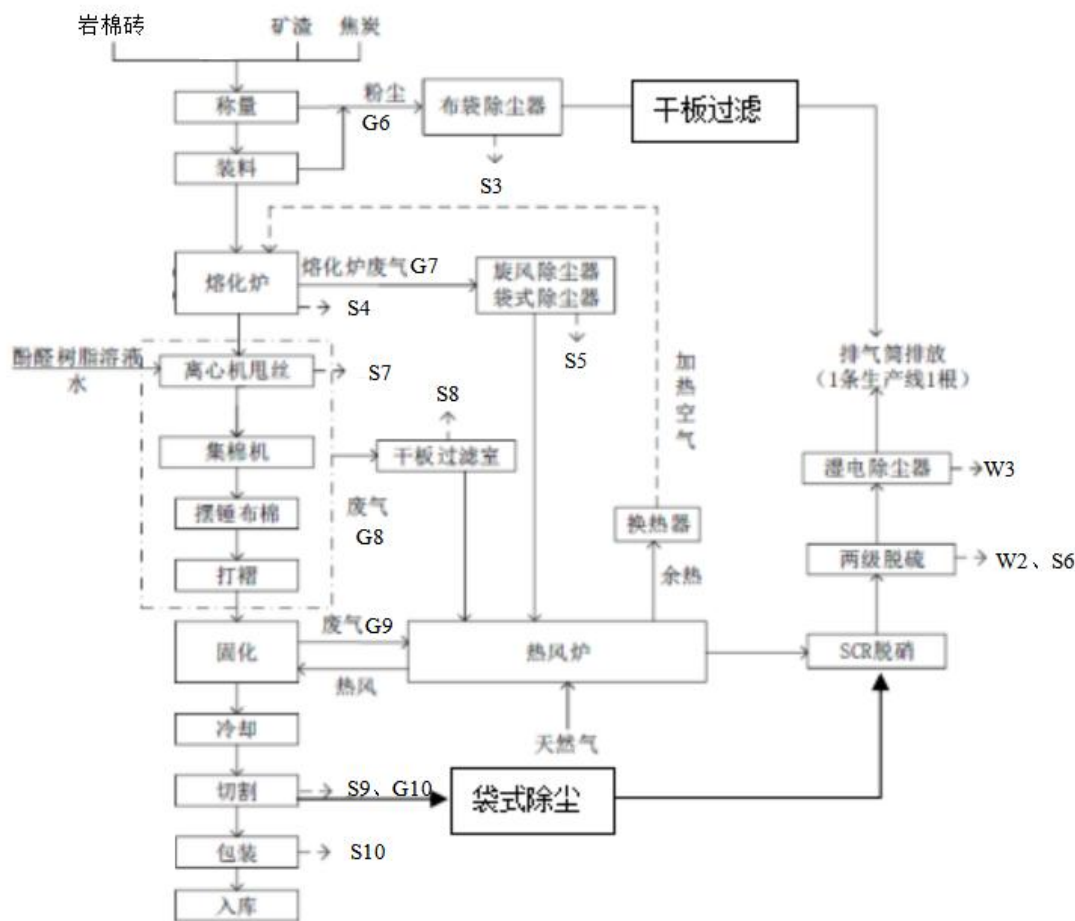 岩棉砖
矿渣
焦炭
称量
粉尘
G6
布袋除尘器
干板过滤
装料
S3
熔化炉
熔化炉废气G7
旋风除尘器
袋式除尘器
S4
S5
酚醛树脂溶液
水
离心机甩丝
S7
S8
加热空气
排气筒排放
（1条生产线1根）
集棉机
干板过滤室
湿电除尘器
W3
摆锤布棉
废气
G8
换热器
打褶
余热
两级脱硫
W2、S6
固化
废气G9
热风
热风炉
SCR脱硝
冷却
天然气
切割
S9、G10
袋式除尘
包装
S10
入库